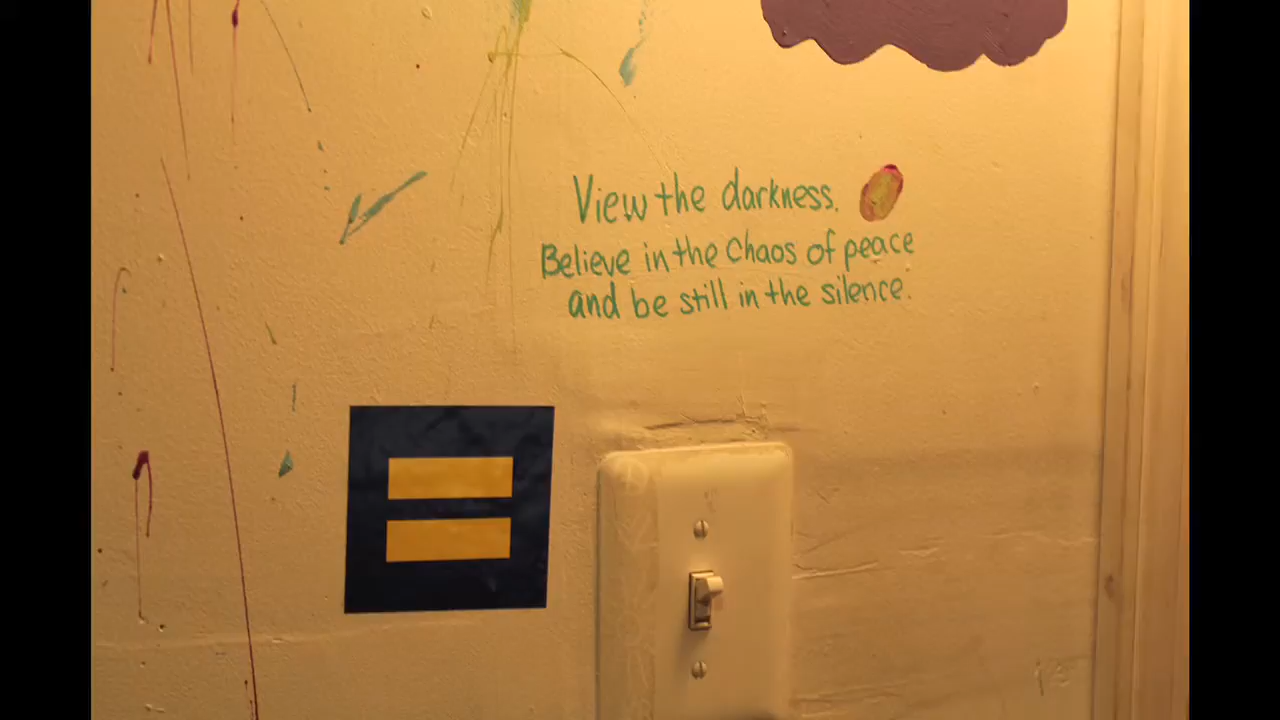 View the darkness.
Believe in the Chaos of peace
and be still in the silence.